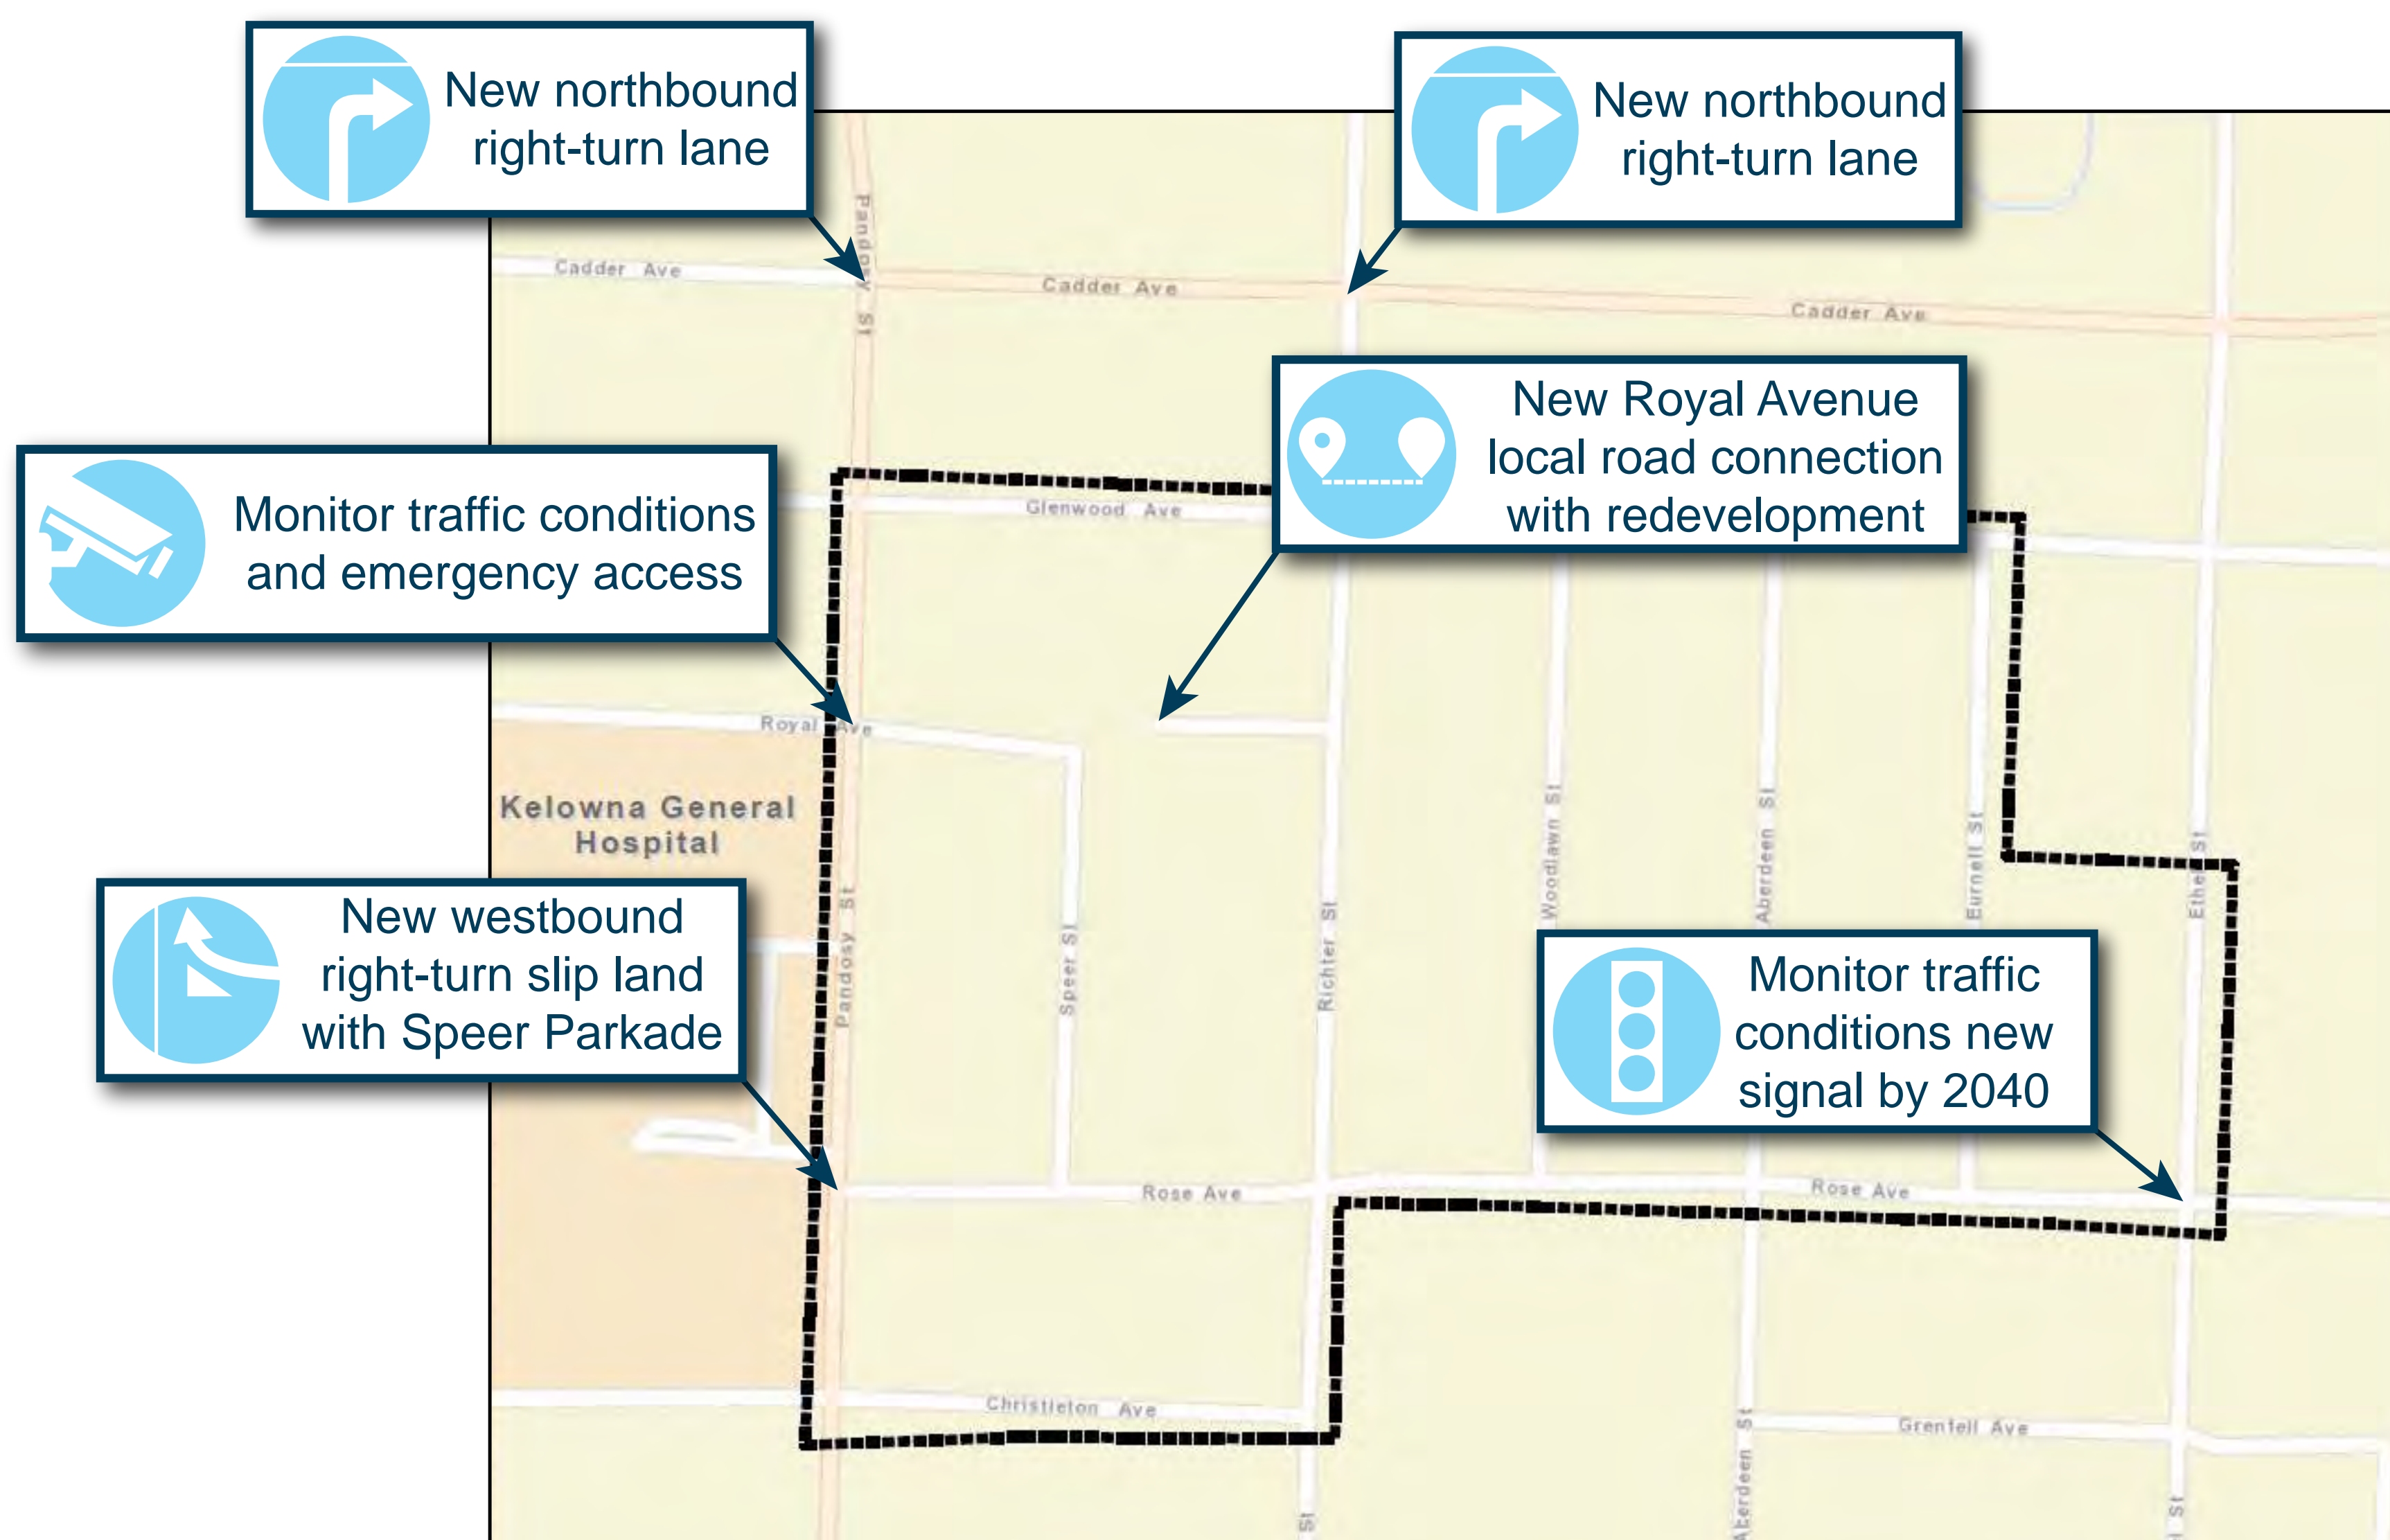 New northbound
right-turn lane
New northbound
right-turn lane
Pandosy St
Cadder Ave
Cadder Ave
Cadder Ave
New Royal Avenue
local road connection
with redevelopment
Monitor traffic conditions
and emergency access
Glenwood Ave
Royal Ave
Kelowna General
Hospital
Woodlawn St
Aberdeen St
Burnell St
Ethel St
New westbound
right-turn slip land
with Speer Parkade
Pandosy St
Speer St
Richter St
Monitor traffic
conditions new
signal by 2040
Rose Ave
Rose Ave
Christleton Ave
Grenfell Ave
Aberdeen St
St
St